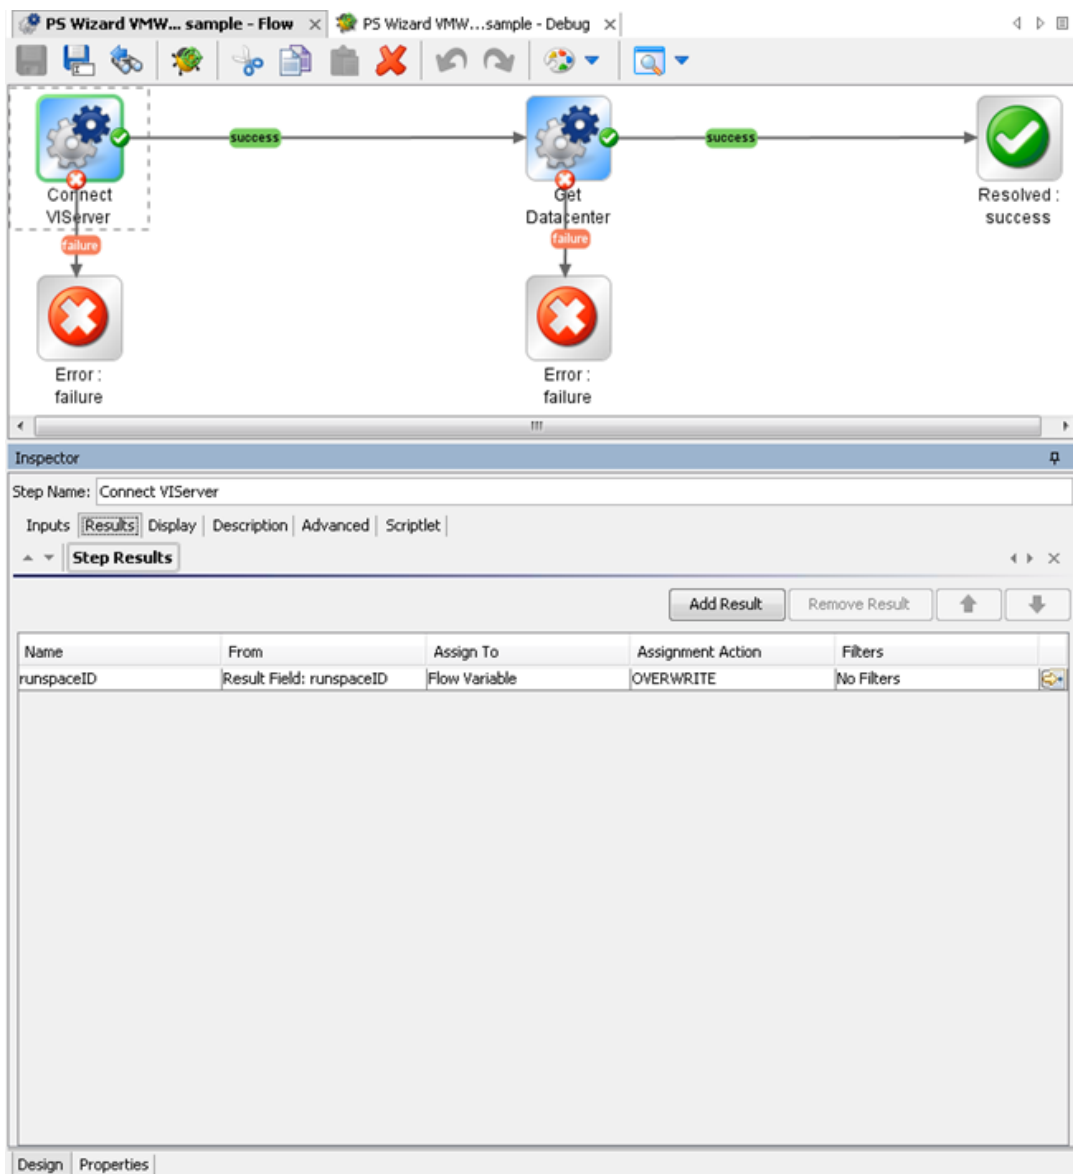 PS Wizard VMW... sample - Flow
PS Wizard VMW...sample - Debug
success
success
Connect
VIServer
Get
Datacenter
Resolved :
success
failure
failure
Error :
failure
Error :
failure
Inspector
Step Name: Connect VIServer
Inputs Results Display Description Advanced Scriptlet
Step Results
Add Result Remove Result
Name From Assign To Assignment Action Filters
runspaceID Result Field: runspaceID Flow Variable OVERWRITE No Filters
Design Properties